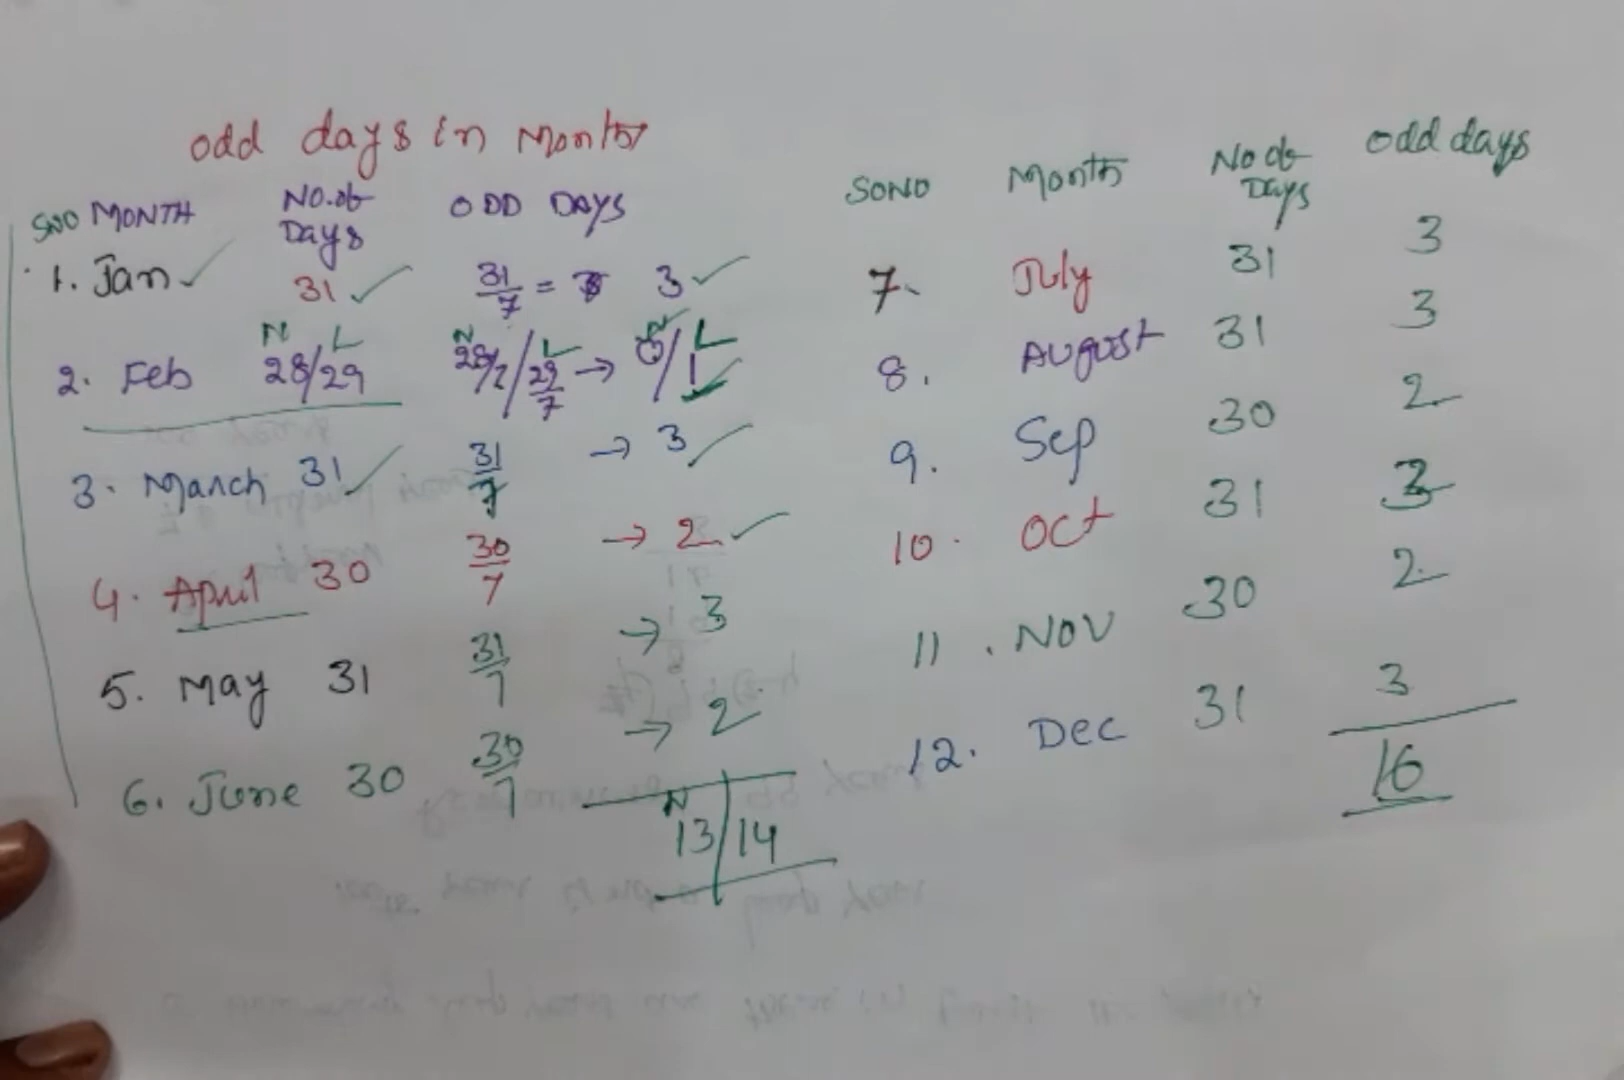 odd days in Months
SNO MONTH NO.of Days ODD DAYS
1. Jan 31 31/7 = 3
2. Feb N 28/L 29 N 28/7 / L 29/7 → N 0/L 1
3. March 31 31/7 → 3
4. April 30 30/7 → 2
5. May 31 31/7 → 3
6. June 30 30/7 → 2
N 13/14
SONO Month No of Days odd days
7. July 31 3
8. August 31 3
9. Sep 30 2
10. Oct 31 3
11. NOV 30 2
12. Dec 31 3
16